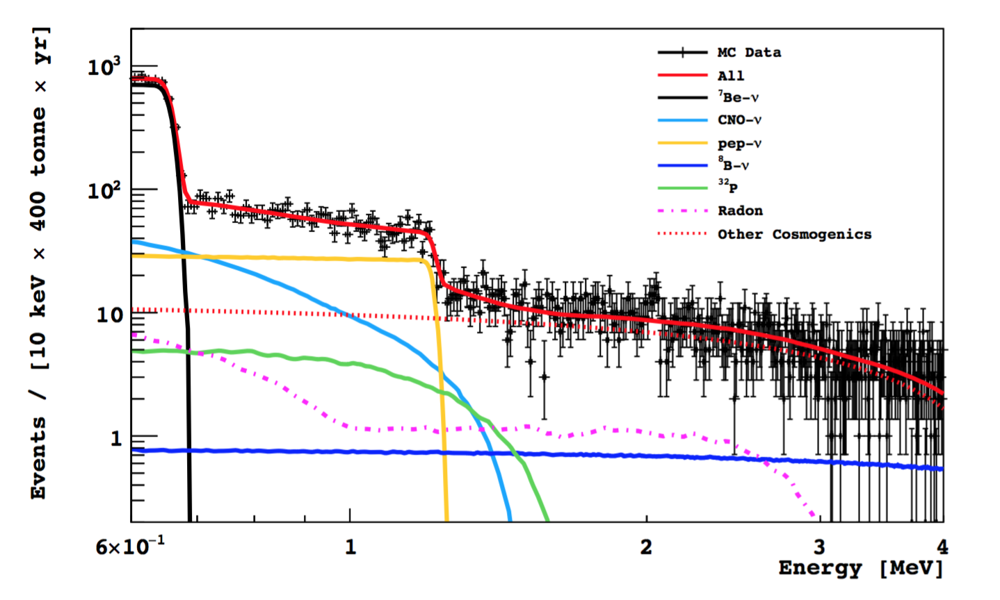 Events / [10 keV × 400 tonne × yr]
10³
10²
10
1
MC Data
All
⁷Be-ν
CNO-ν
pep-ν
⁸B-ν
³²P
Radon
Other Cosmogenics
6×10⁻¹ 1 2 3 4
Energy [MeV]